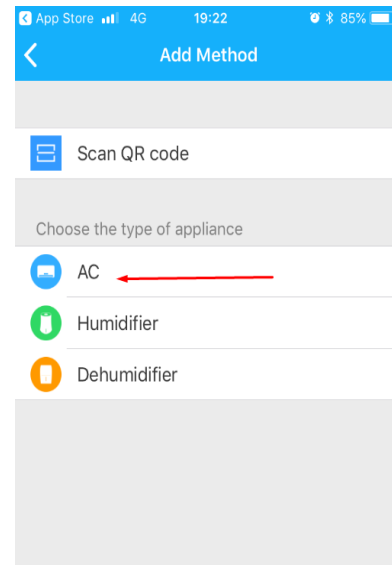 App Store 4G 19:22 85%
Add Method
Scan QR code
Choose the type of appliance
AC
Humidifier
Dehumidifier